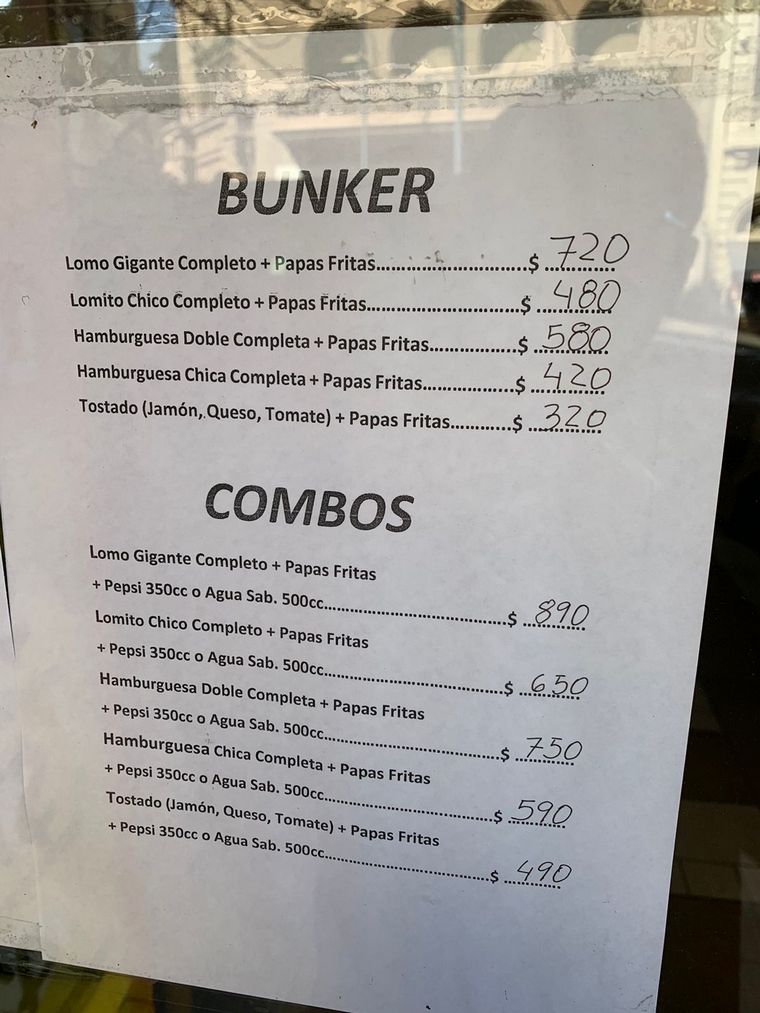 BUNKER
Lomo Gigante Completo + Papas Fritas..............................$ 720
Lomito Chico Completo + Papas Fritas..............................$ 480
Hamburguesa Doble Completa + Papas Fritas.................$ 580
Hamburguesa Chica Completa + Papas Fritas.................$ 420
Tostado (Jamón, Queso, Tomate) + Papas Fritas............$ 320
COMBOS
Lomo Gigante Completo + Papas Fritas
+ Pepsi 350cc o Agua Sab. 500cc....................................$ 890
Lomito Chico Completo + Papas Fritas
+ Pepsi 350cc o Agua Sab. 500cc....................................$ 650
Hamburguesa Doble Completa + Papas Fritas
+ Pepsi 350cc o Agua Sab. 500cc....................................$ 750
Hamburguesa Chica Completa + Papas Fritas
+ Pepsi 350cc o Agua Sab. 500cc....................................$ 590
Tostado (Jamón, Queso, Tomate) + Papas Fritas
+ Pepsi 350cc o Agua Sab. 500cc....................................$ 490